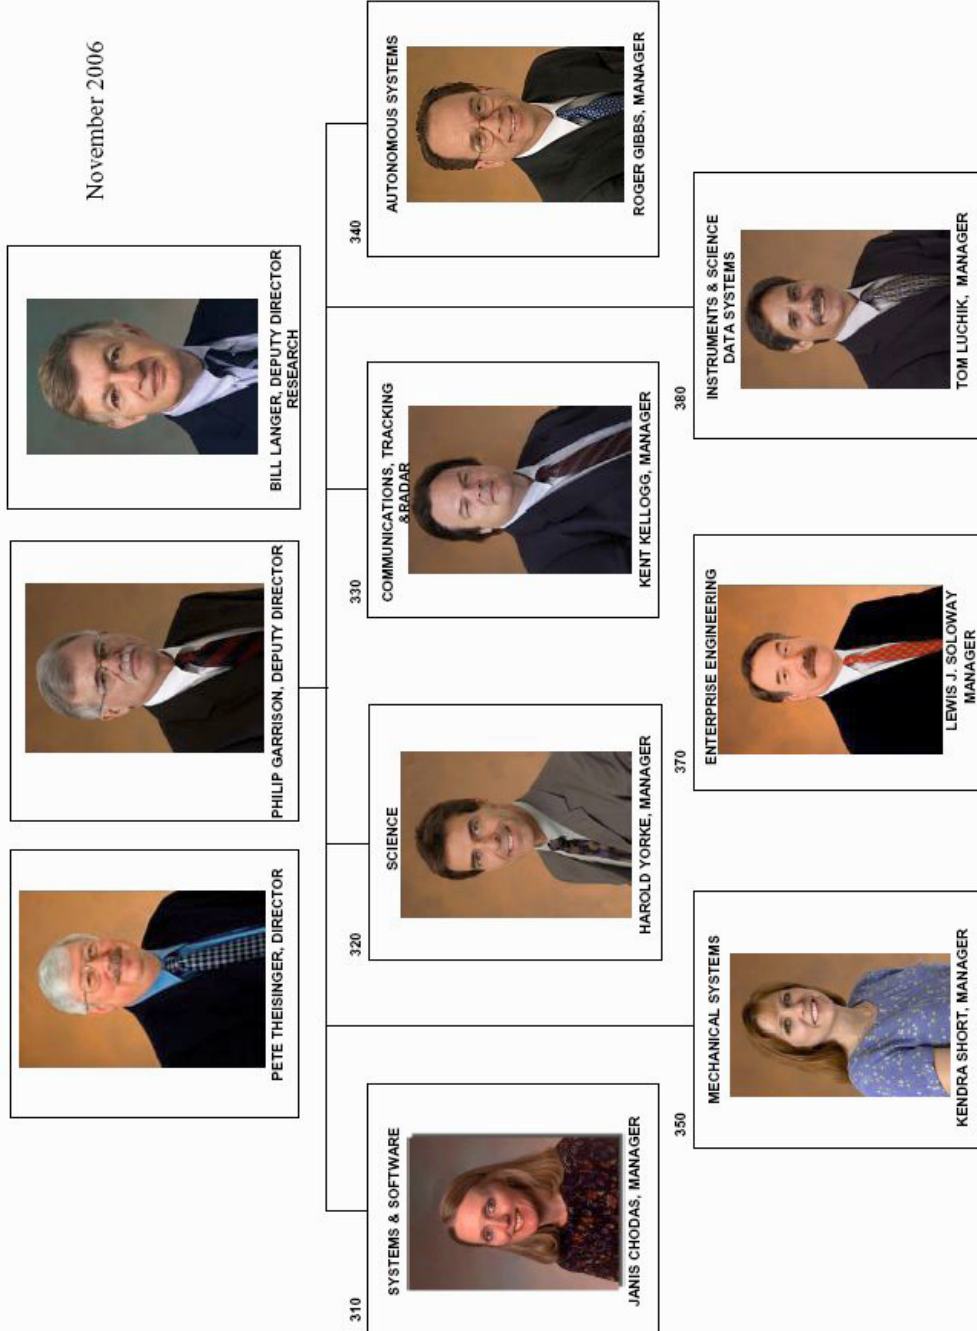 November 2006
PETE THEISINGER, DIRECTOR
PHILIP GARRISON, DEPUTY DIRECTOR
BILL LANGER, DEPUTY DIRECTOR
RESEARCH
310
SYSTEMS & SOFTWARE
JANIS CHODAS, MANAGER
320
SCIENCE
HAROLD YORKE, MANAGER
330
COMMUNICATIONS, TRACKING
&RADAR
KENT KELLOGG, MANAGER
340
AUTONOMOUS SYSTEMS
ROGER GIBBS, MANAGER
350
MECHANICAL SYSTEMS
KENDRA SHORT, MANAGER
370
ENTERPRISE ENGINEERING
LEWIS J. SOLOWAY
MANAGER
380
INSTRUMENTS & SCIENCE
DATA SYSTEMS
TOM LUCHIK, MANAGER